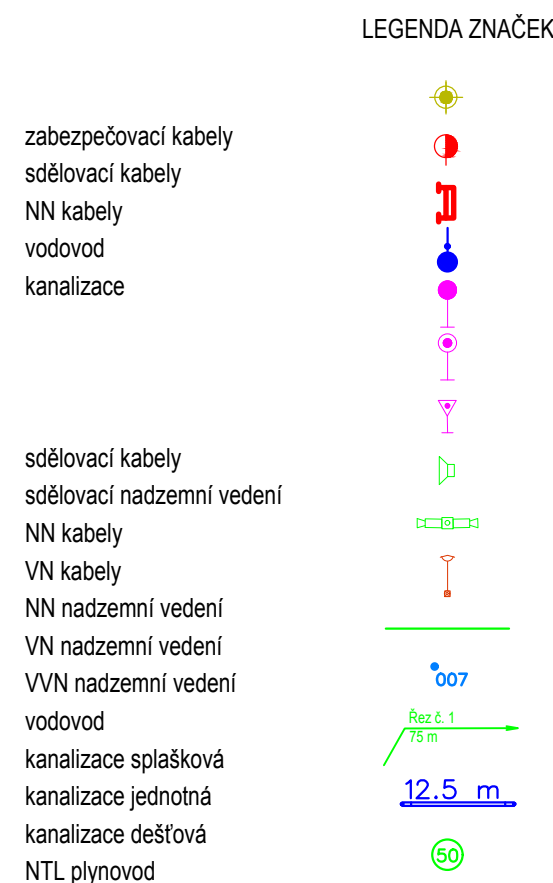 LEGENDA ZNAČEK
zabezpečovací kabely
sdělovací kabely
NN kabely
vodovod
kanalizace
sdělovací kabely
sdělovací nadzemní vedení
NN kabely
VN kabely
NN nadzemní vedení
VN nadzemní vedení
VVN nadzemní vedení
vodovod
kanalizace splašková
kanalizace jednotná
kanalizace dešťová
NTL plynovod
007
Řez č. 1
75 m
12.5 m
50